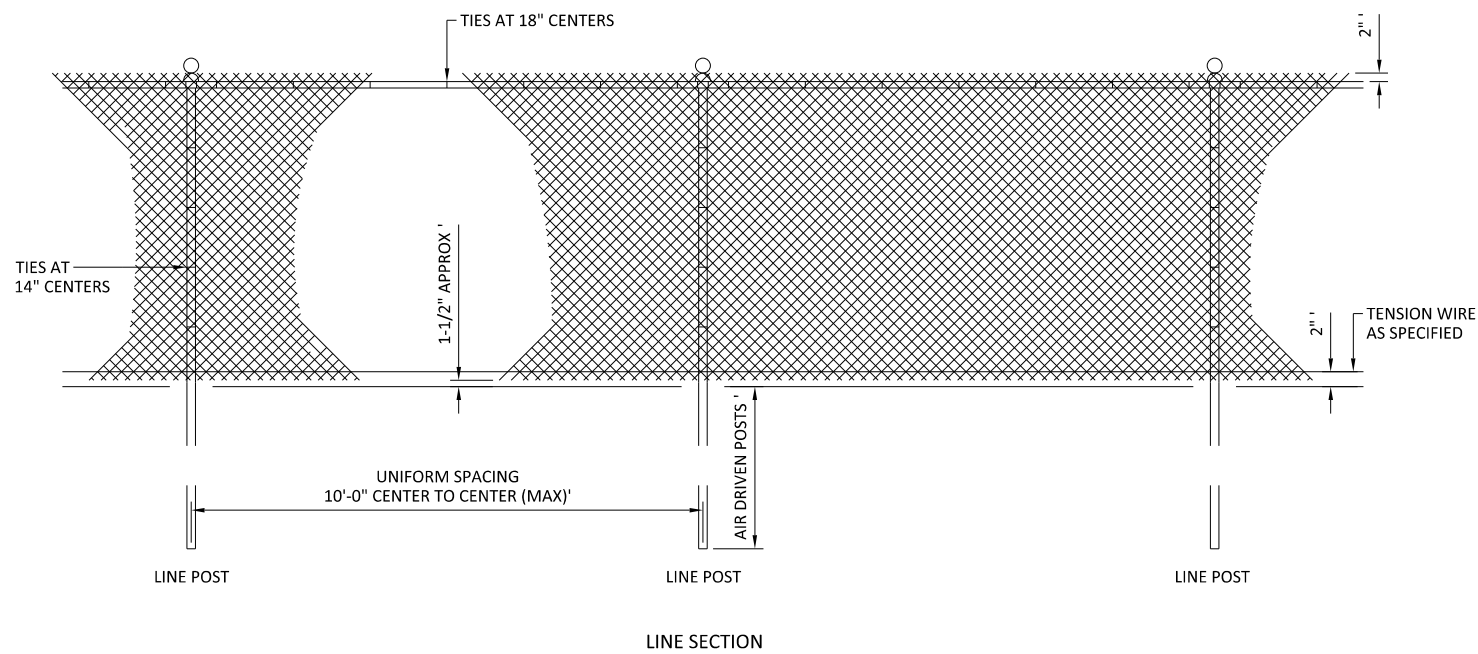 TIES AT 18" CENTERS
2" '
TIES AT
14" CENTERS
1-1/2" APPROX '
2" '
TENSION WIRE
AS SPECIFIED
AIR DRIVEN POSTS '
UNIFORM SPACING
10'-0" CENTER TO CENTER (MAX)'
LINE POST
LINE POST
LINE POST
LINE SECTION